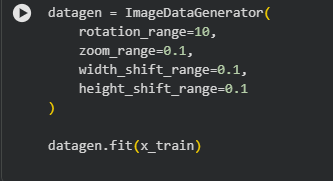 datagen = ImageDataGenerator(
    rotation_range=10,
    zoom_range=0.1,
    width_shift_range=0.1,
    height_shift_range=0.1
)
datagen.fit(x_train)